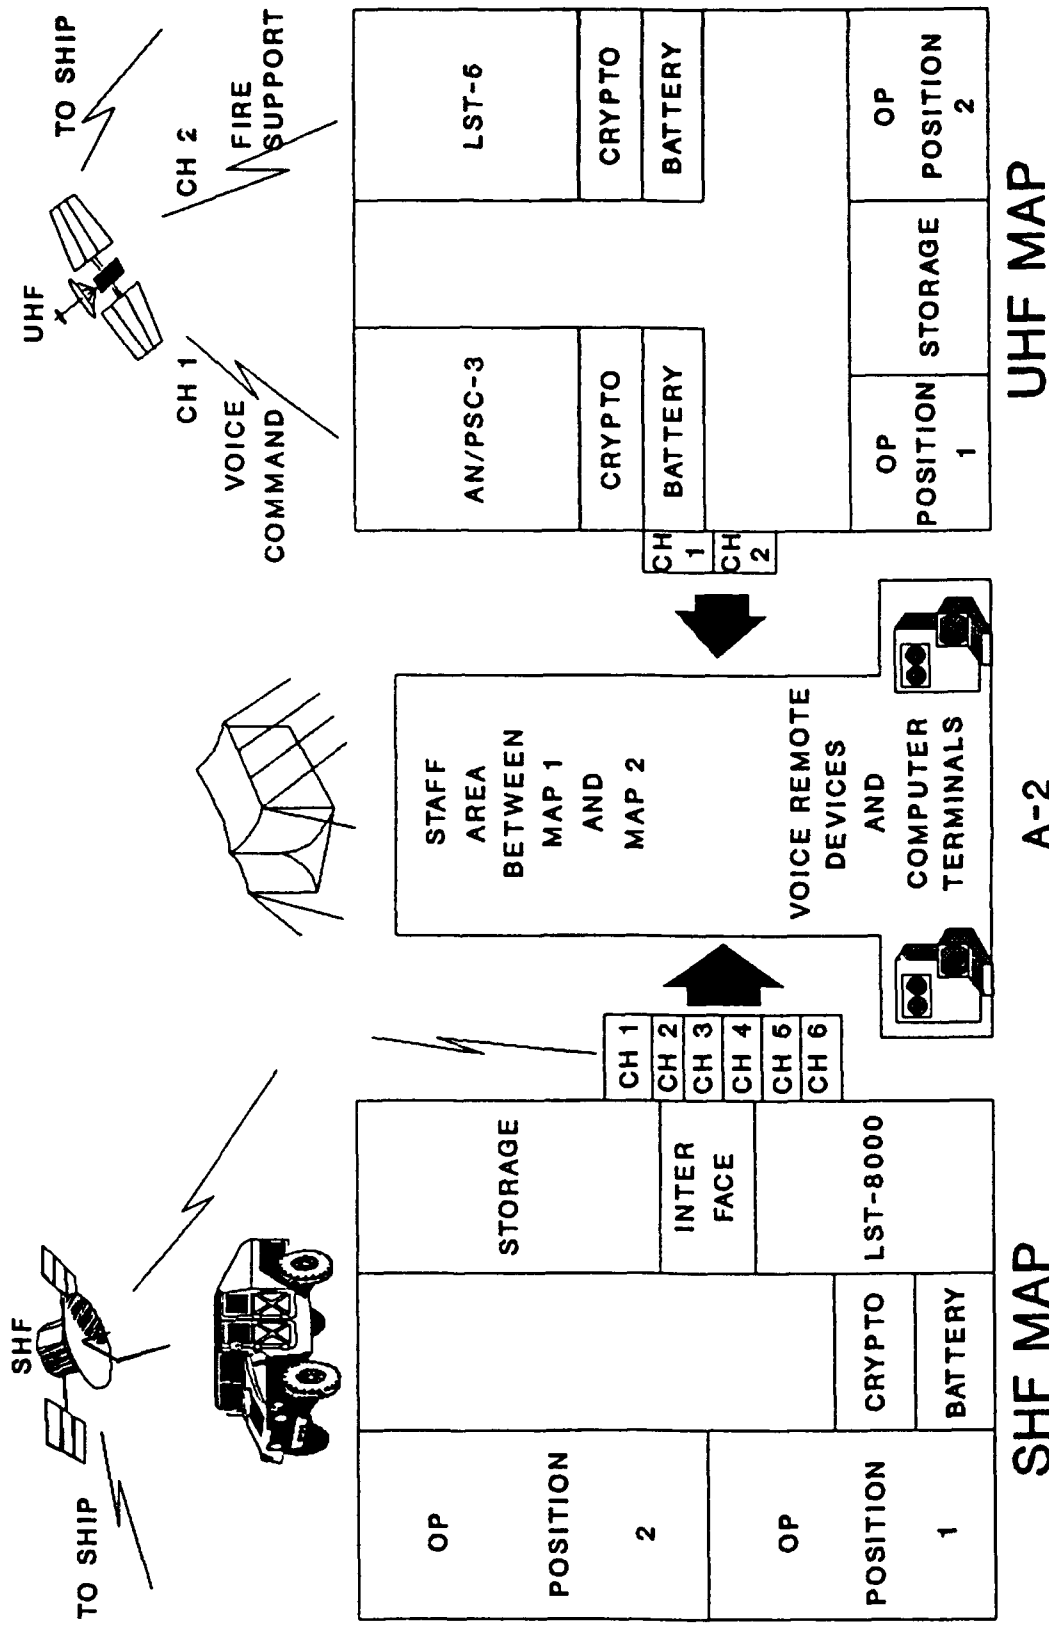 SHF
TO SHIP
OP
POSITION
2
OP
POSITION
1
STORAGE
INTER
FACE
LST-8000
CRYPTO
BATTERY
CH 1
CH 2
CH 3
CH 4
CH 5
CH 6
SHF MAP
STAFF
AREA
BETWEEN
MAP 1
AND
MAP 2
VOICE REMOTE
DEVICES
AND
COMPUTER
TERMINALS
A-2
UHF
TO SHIP
CH 1
VOICE
COMMAND
CH 2
FIRE
SUPPORT
AN/PSC-3
CRYPTO
BATTERY
LST-5
CRYPTO
BATTERY
CH
1
CH
2
OP
POSITION
1
STORAGE
OP
POSITION
2
UHF MAP